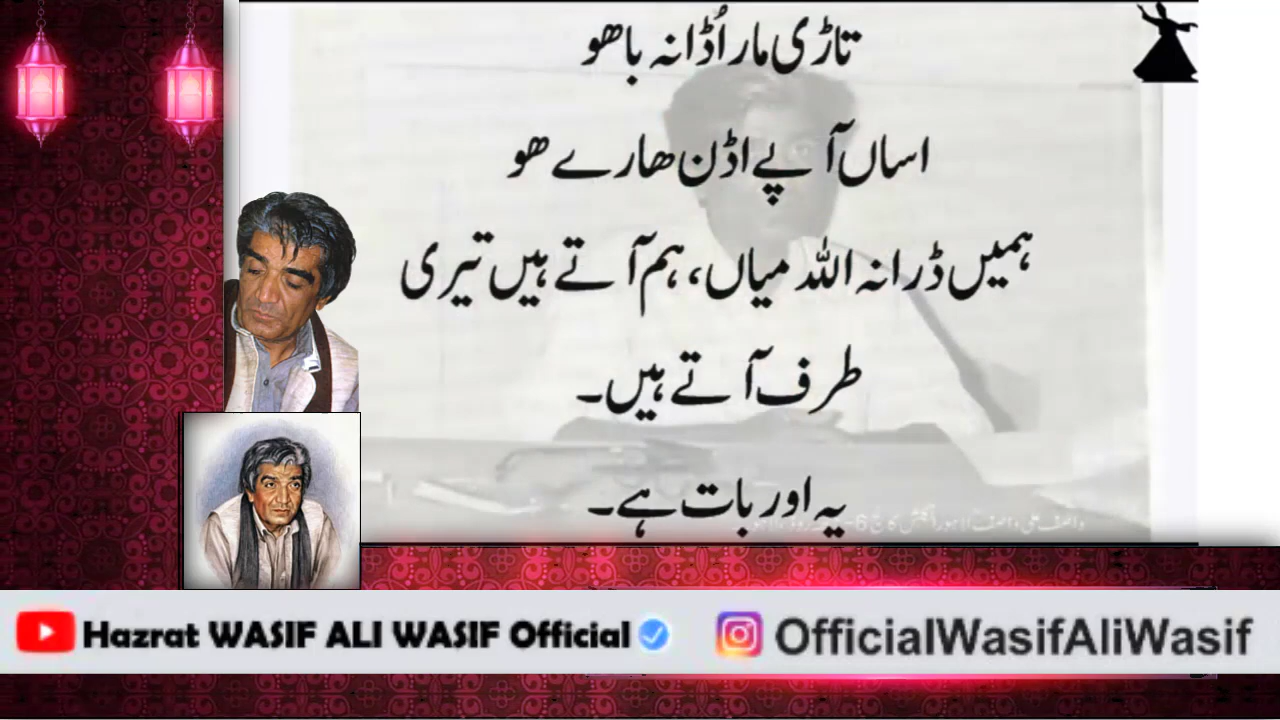 تاڑی مار اُڈا نہ باھو
اساں آپے اڈن ھارے ھو
ہمیں ڈرا نہ اللہ میاں، ہم آتے ہیں تیری
طرف آتے ہیں۔
یہ اور بات ہے۔
Hazrat WASIF ALI WASIF Official
OfficialWasifAliWasif